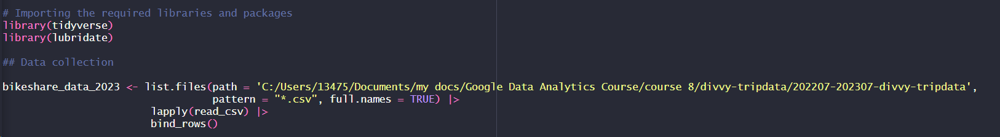 # Importing the required libraries and packages
library(tidyverse)
library(lubridate)
## Data collection
bikeshare_data_2023 <- list.files(path = 'C:/Users/13475/Documents/my docs/Google Data Analytics Course/course 8/divvy-tripdata/202207-202307-divvy-tripdata',
pattern = "*.csv", full.names = TRUE) |>
lapply(read_csv) |>
bind_rows()